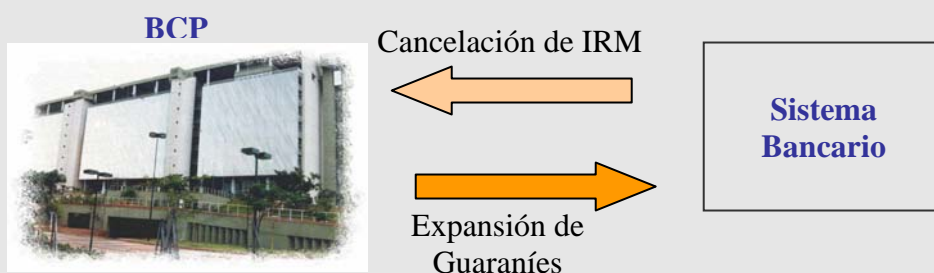 BCP
Cancelación de IRM
Sistema
Bancario
Expansión de
Guaraníes